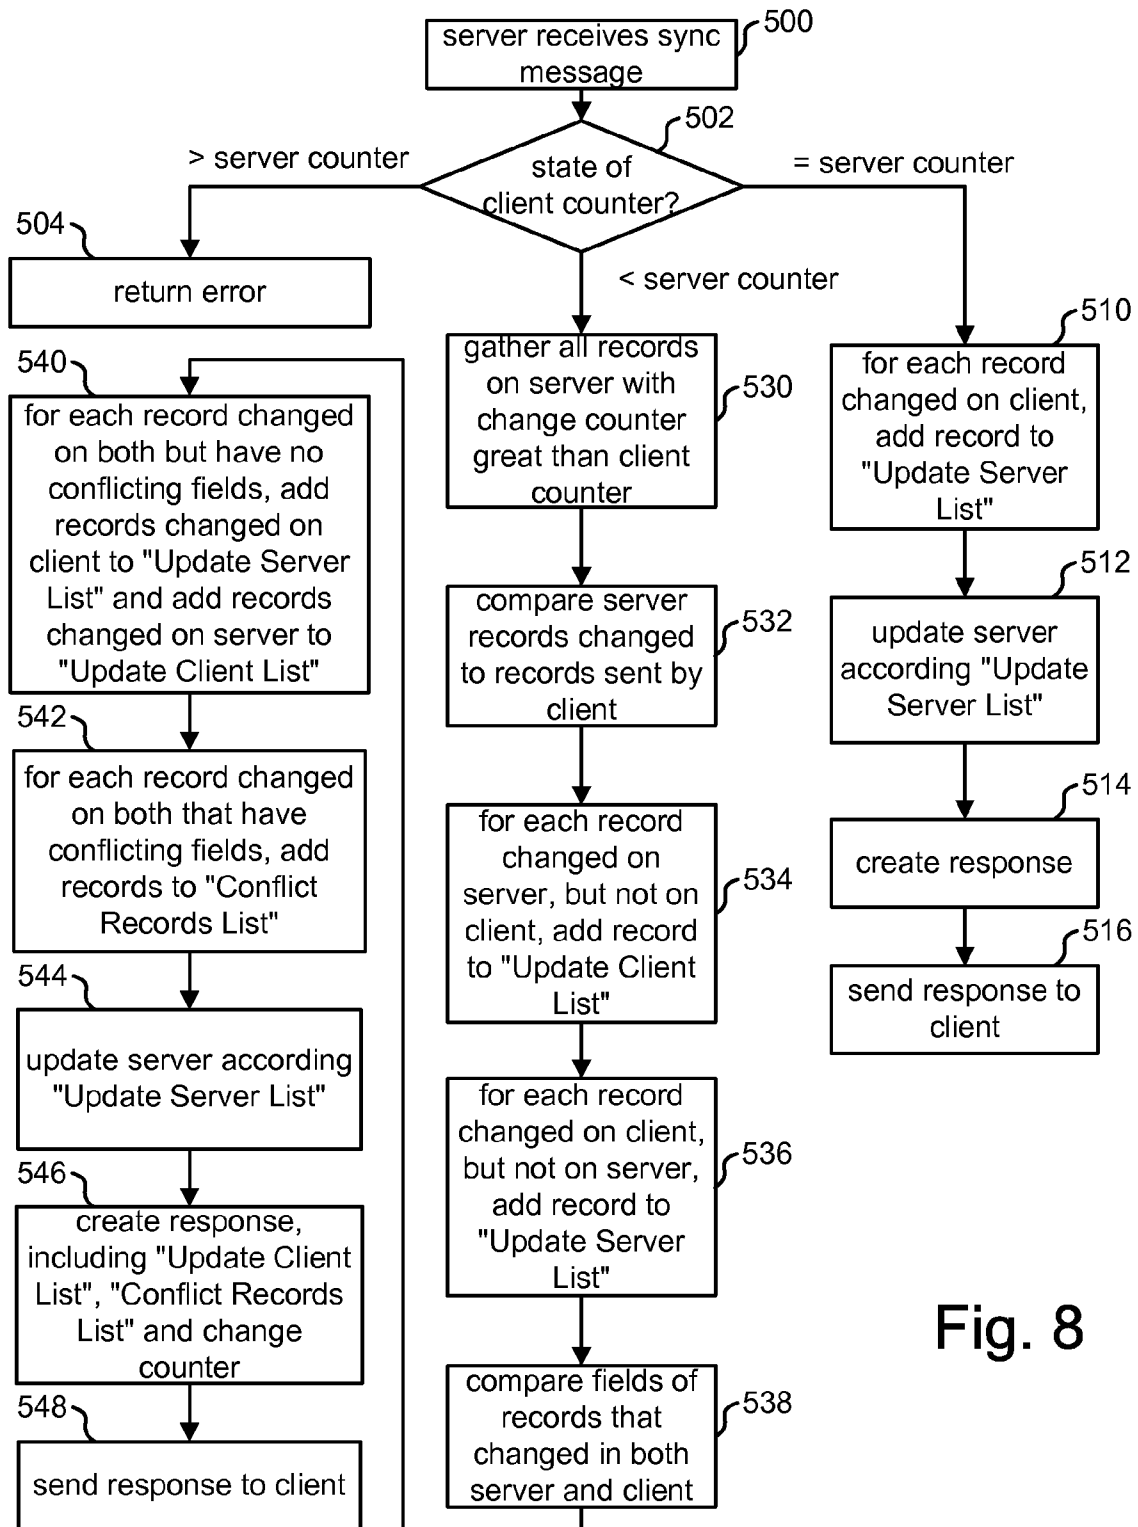 server receives sync
message
500
502
state of
client counter?
> server counter
= server counter
< server counter
504
return error
510
for each record
changed on client,
add record to
"Update Server
List"
512
update server
according "Update
Server List"
514
create response
516
send response to
client
gather all records
on server with
change counter
great than client
counter
530
compare server
records changed
to records sent by
client
532
for each record
changed on
server, but not on
client, add record
to "Update Client
List"
534
for each record
changed on client,
but not on server,
add record to
"Update Server
List"
536
compare fields of
records that
changed in both
server and client
538
540
for each record changed
on both but have no
conflicting fields, add
records changed on
client to "Update Server
List" and add records
changed on server to
"Update Client List"
542
for each record changed
on both that have
conflicting fields, add
records to "Conflict
Records List"
544
update server according
"Update Server List"
546
create response,
including "Update Client
List", "Conflict Records
List" and change
counter
548
send response to client
Fig. 8